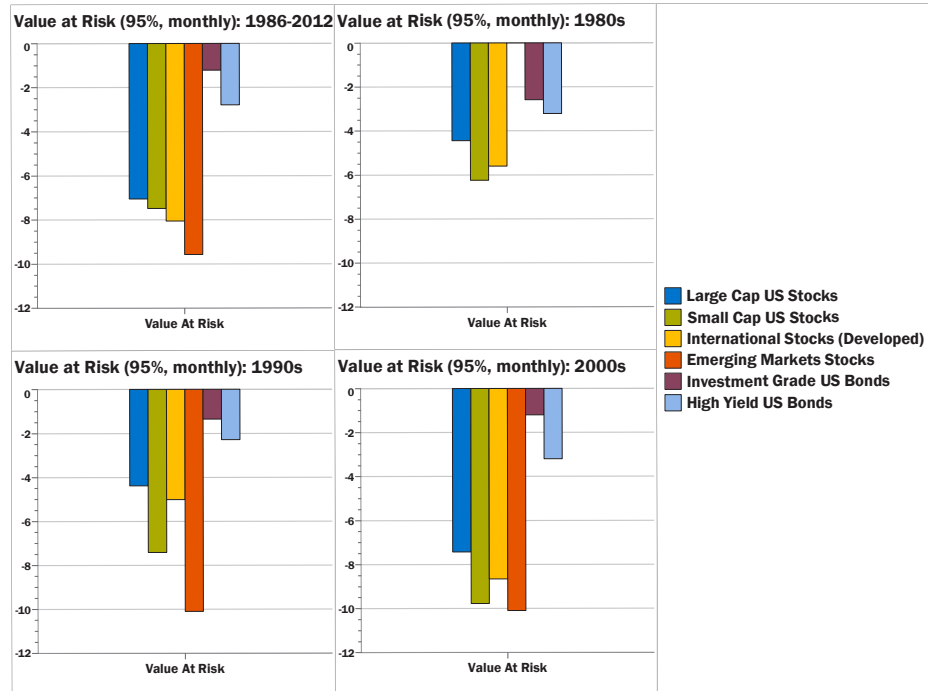 Value at Risk (95%, monthly): 1986-2012
0
-2
-4
-6
-8
-10
-12
Value At Risk
Value at Risk (95%, monthly): 1980s
0
-2
-4
-6
-8
-10
-12
Value At Risk
Value at Risk (95%, monthly): 1990s
0
-2
-4
-6
-8
-10
-12
Value At Risk
Value at Risk (95%, monthly): 2000s
0
-2
-4
-6
-8
-10
-12
Value At Risk
Large Cap US Stocks
Small Cap US Stocks
International Stocks (Developed)
Emerging Markets Stocks
Investment Grade US Bonds
High Yield US Bonds